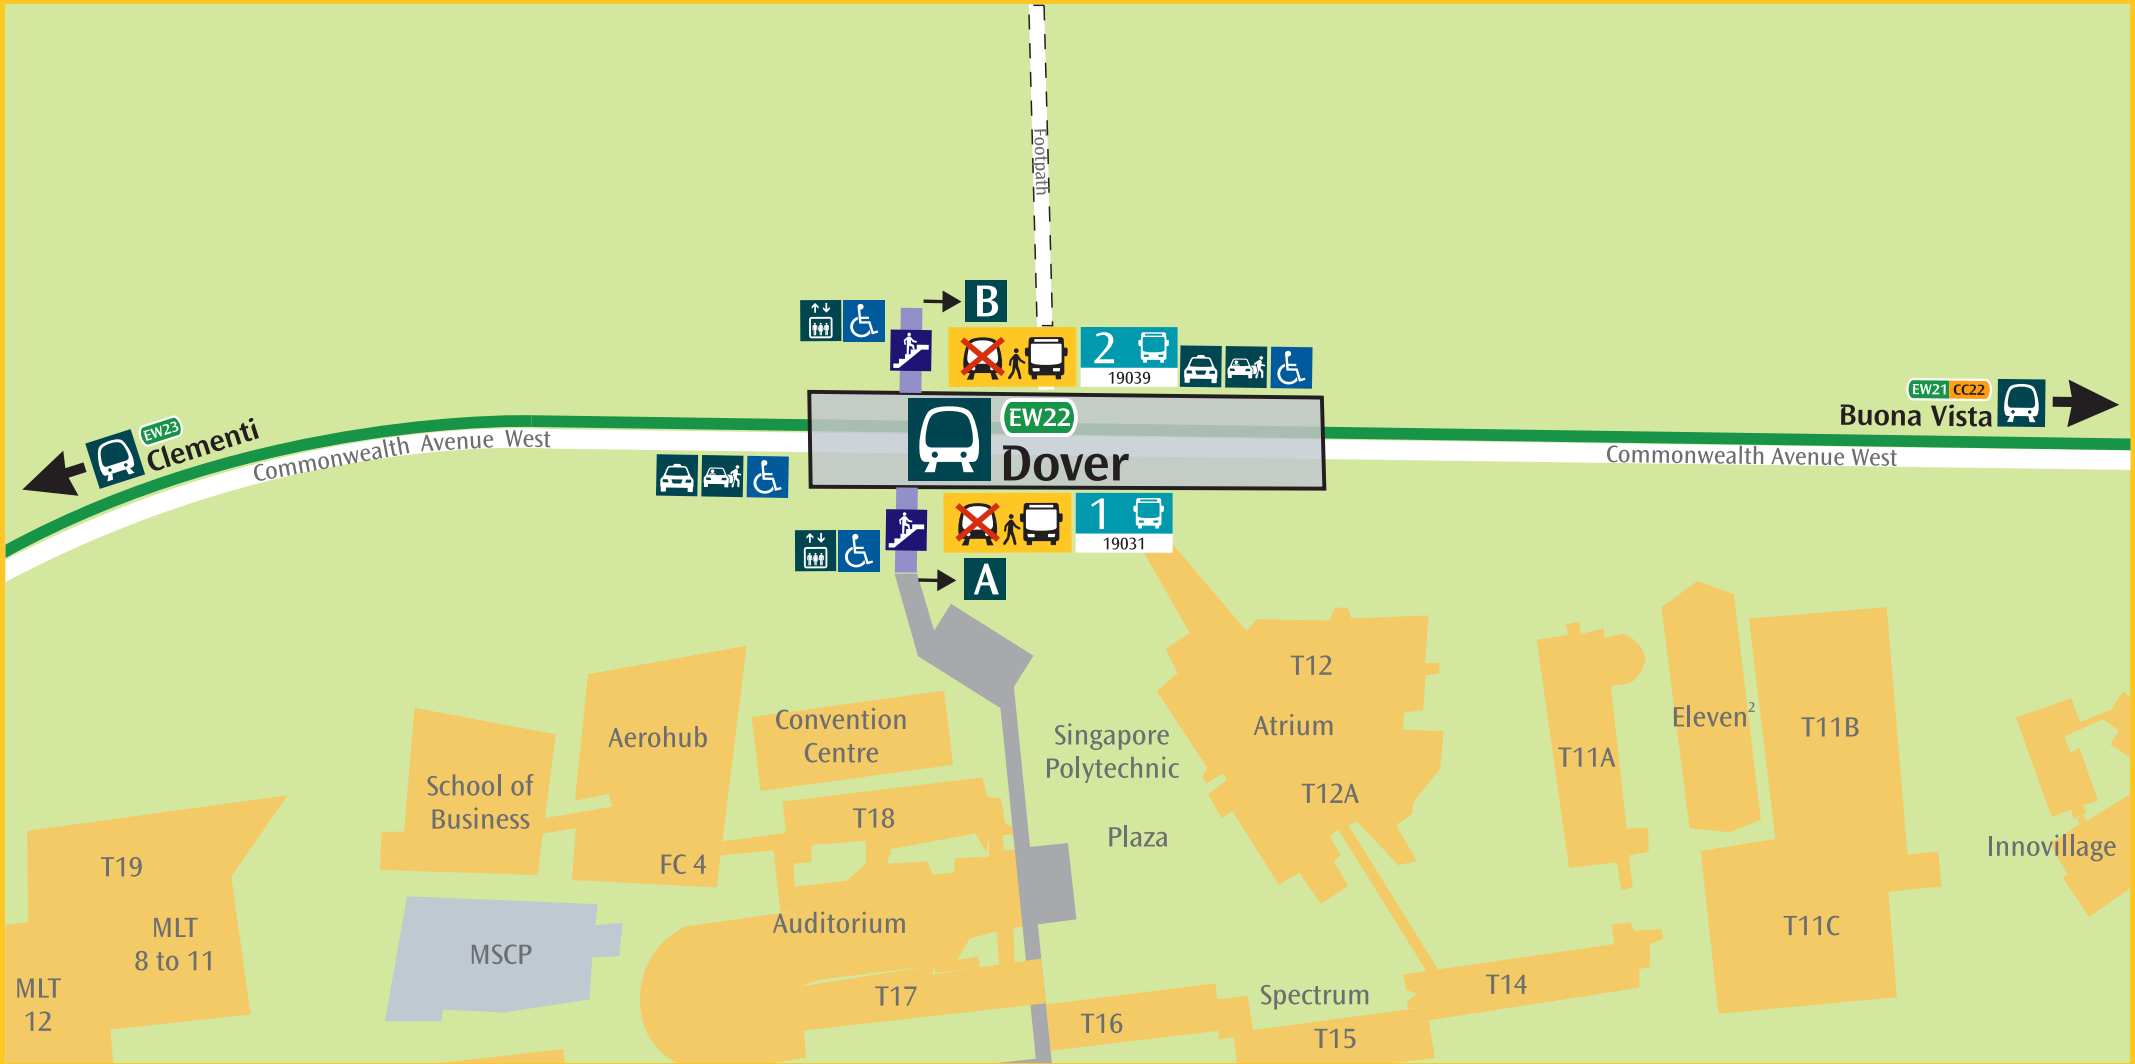 Footpath
B
2
19039
EW23
Clementi
Commonwealth Avenue West
EW22
Dover
EW21 CC22
Buona Vista
Commonwealth Avenue West
1
19031
A
T12
Atrium
T12A
Singapore
Polytechnic
Plaza
Convention
Centre
Aerohub
School of
Business
T18
FC 4
T19
MLT
8 to 11
MLT
12
MSCP
Auditorium
T17
T16
Spectrum
T15
T14
T11A
Eleven²
T11B
T11C
Innovillage